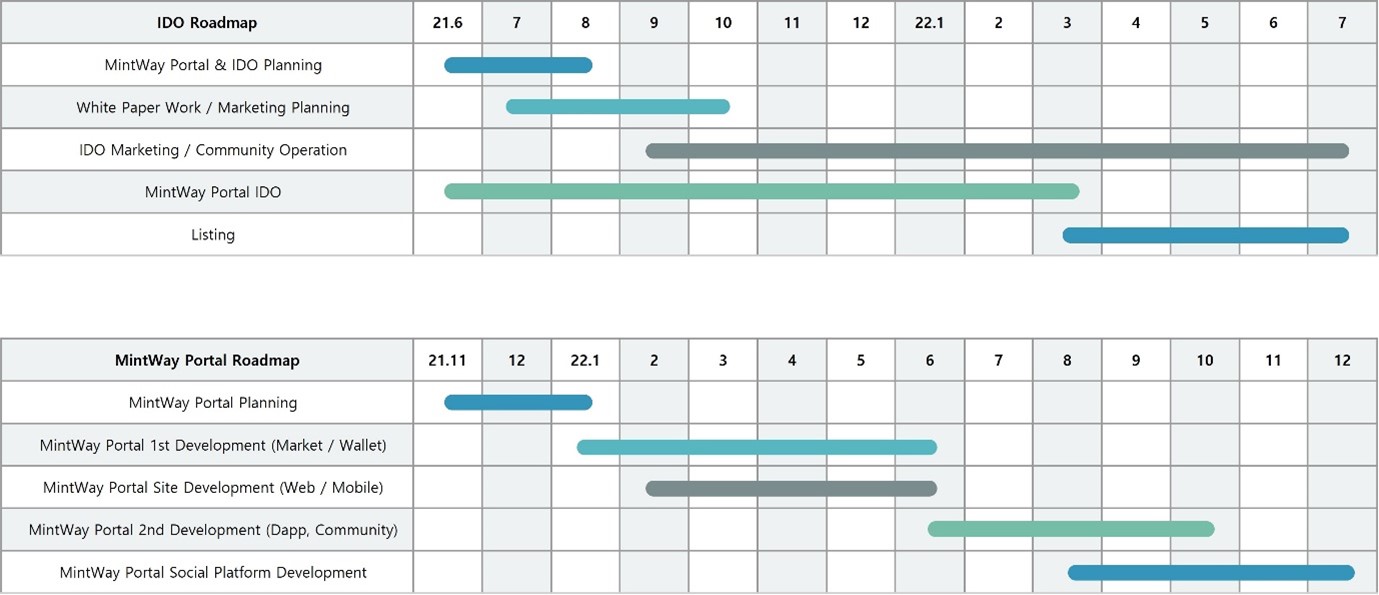 IDO Roadmap 21.6 7 8 9 10 11 12 22.1 2 3 4 5 6 7
MintWay Portal & IDO Planning
White Paper Work / Marketing Planning
IDO Marketing / Community Operation
MintWay Portal IDO
Listing
MintWay Portal Roadmap 21.11 12 22.1 2 3 4 5 6 7 8 9 10 11 12
MintWay Portal Planning
MintWay Portal 1st Development (Market / Wallet)
MintWay Portal Site Development (Web / Mobile)
MintWay Portal 2nd Development (Dapp, Community)
MintWay Portal Social Platform Development